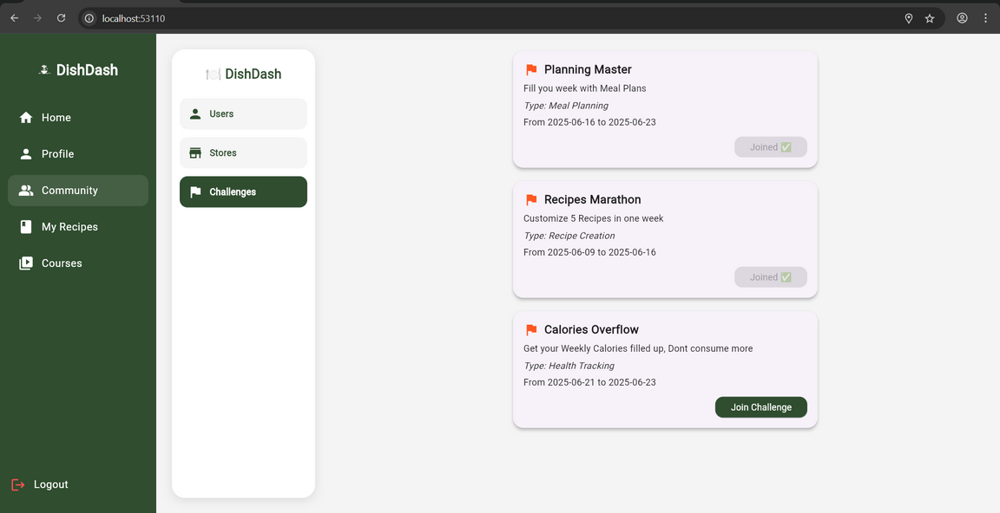 localhost:53110
DishDash
Home
Profile
Community
My Recipes
Courses
Logout
DishDash
Users
Stores
Challenges
Planning Master
Fill you week with Meal Plans
Type: Meal Planning
From 2025-06-16 to 2025-06-23
Joined ✅
Recipes Marathon
Customize 5 Recipes in one week
Type: Recipe Creation
From 2025-06-09 to 2025-06-16
Joined ✅
Calories Overflow
Get your Weekly Calories filled up, Dont consume more
Type: Health Tracking
From 2025-06-21 to 2025-06-23
Join Challenge